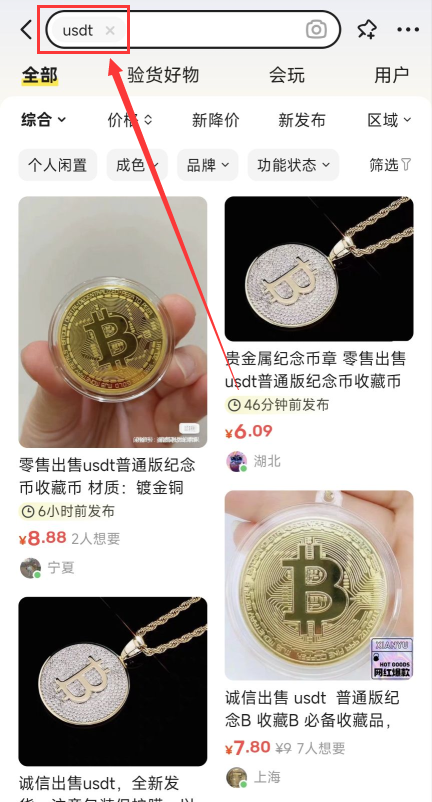 usdt
全部
验货好物
会玩
用户
综合
价格
新降价
新发布
区域
个人闲置
成色
品牌
功能状态
筛选
零售出售usdt普通版纪念
币收藏币 材质：镀金铜
6小时前发布
¥8.88 2人想要
宁夏
诚信出售usdt，全新发
贵金属纪念币章 零售出售
usdt普通版纪念币收藏币
46分钟前发布
¥6.09
湖北
XIANYU
HOT GOODS
网红爆款
诚信出售 usdt 普通版纪
念B 收藏B 必备收藏品，
¥7.80 ¥9 7人想要
上海